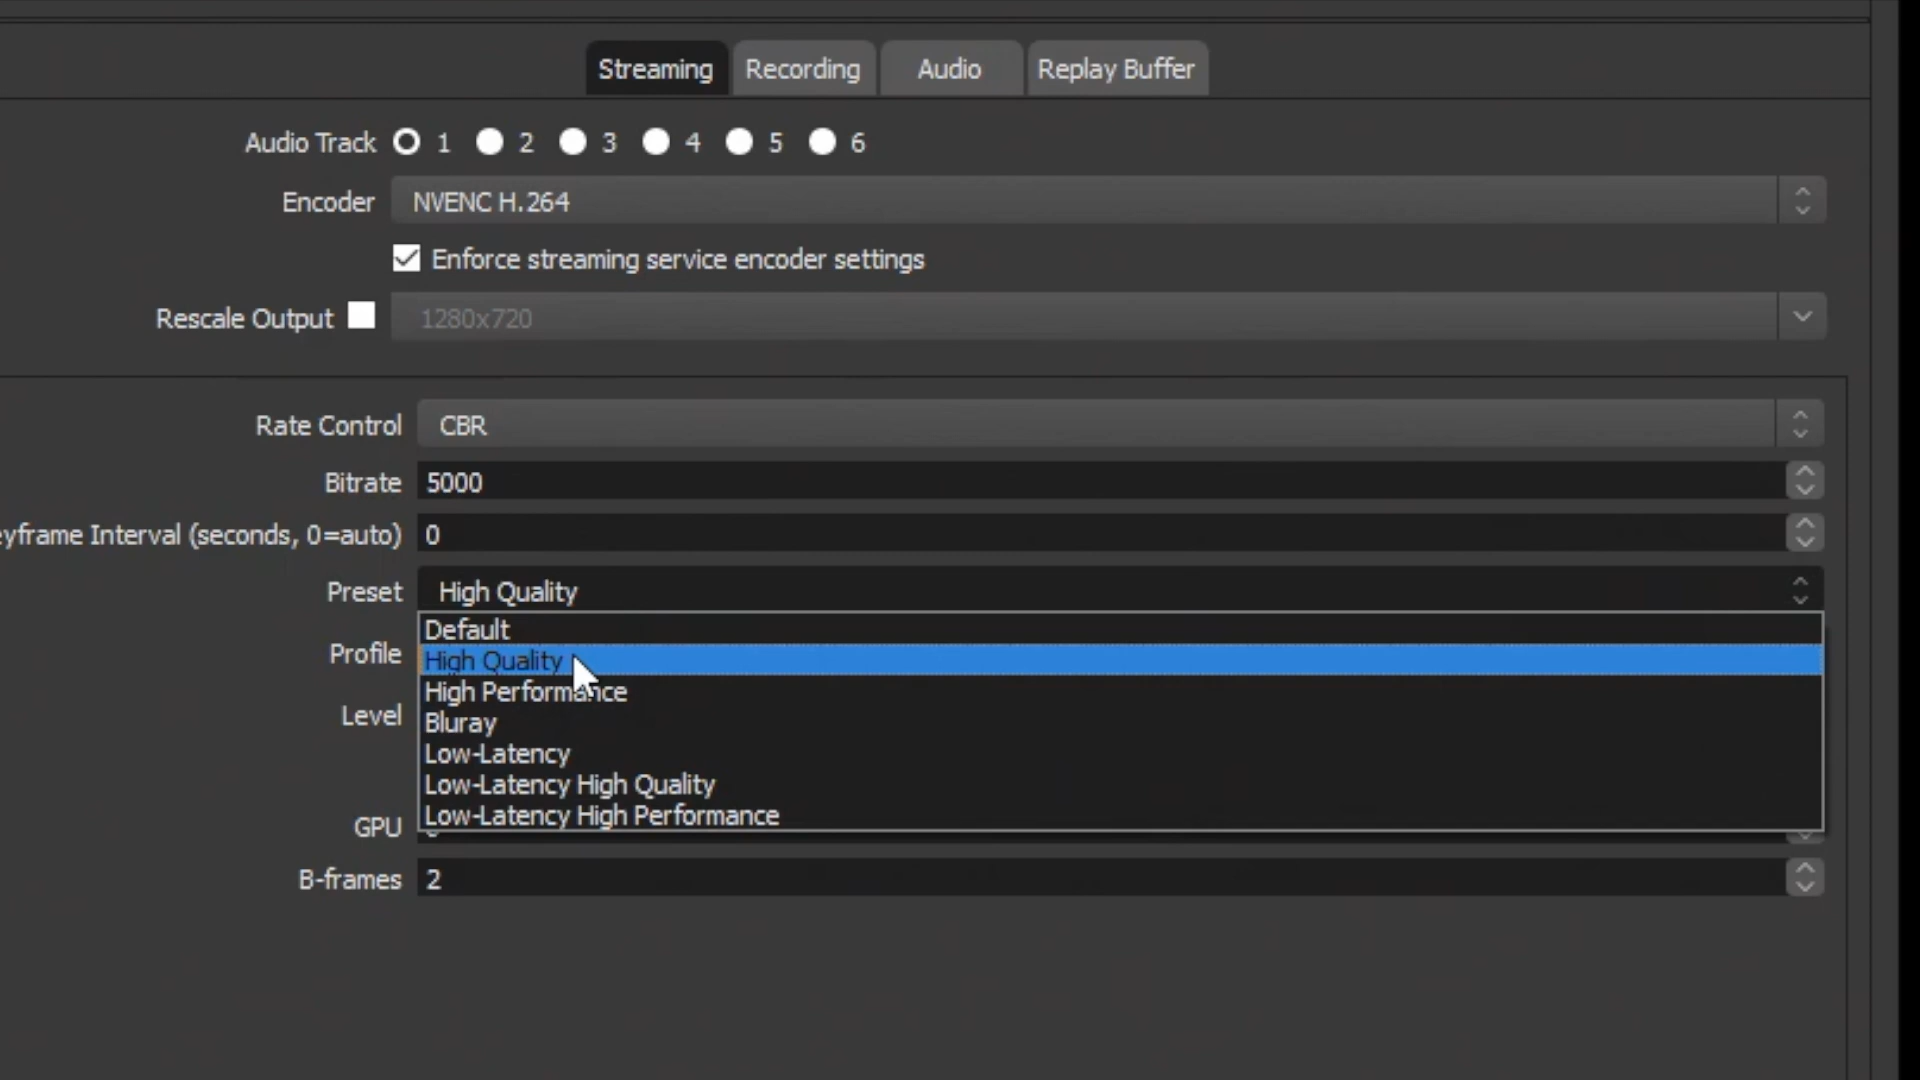 Streaming Recording Audio Replay Buffer
Audio Track 1 2 3 4 5 6
Encoder NVENC H.264
Enforce streaming service encoder settings
Rescale Output 1280x720
Rate Control CBR
Bitrate 5000
eyframe Interval (seconds, 0=auto) 0
Preset High Quality
Default
Profile High Quality
High Performance
Level Bluray
Low-Latency
Low-Latency High Quality
Low-Latency High Performance
GPU
B-frames 2